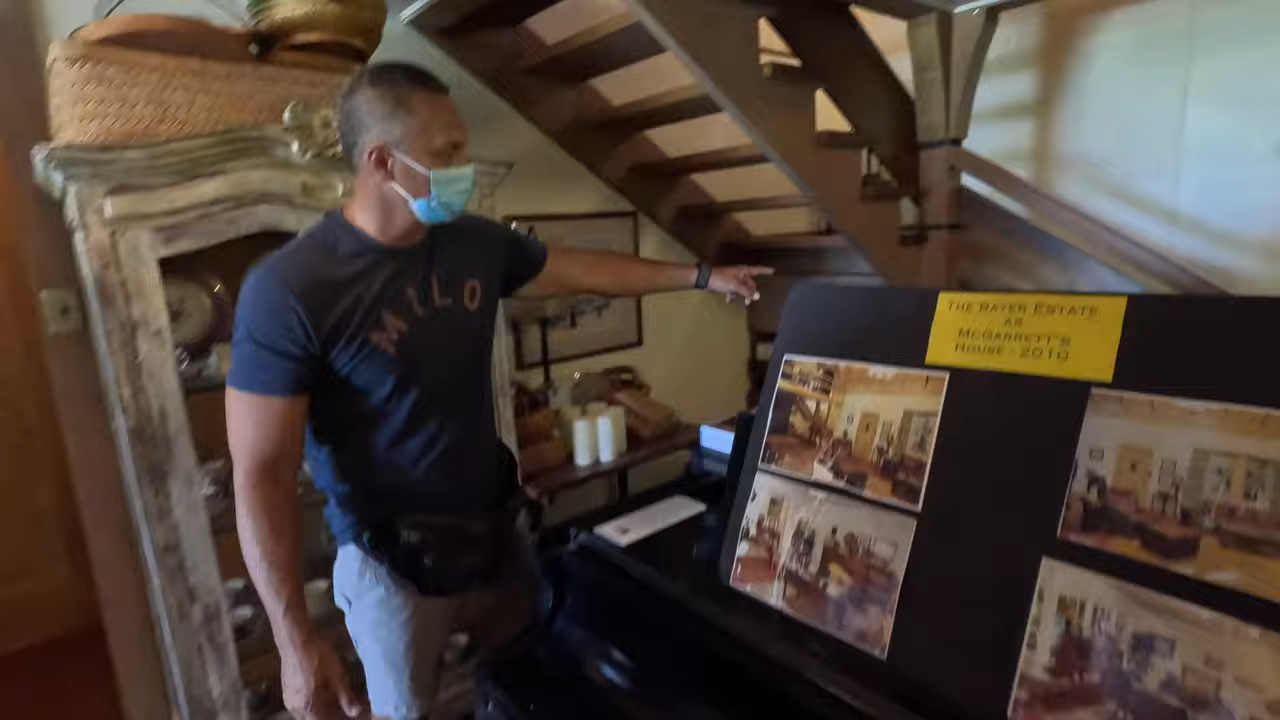 MILO
THE BAYER ESTATE
AS
MCGARRETT'S
HOUSE - 2010